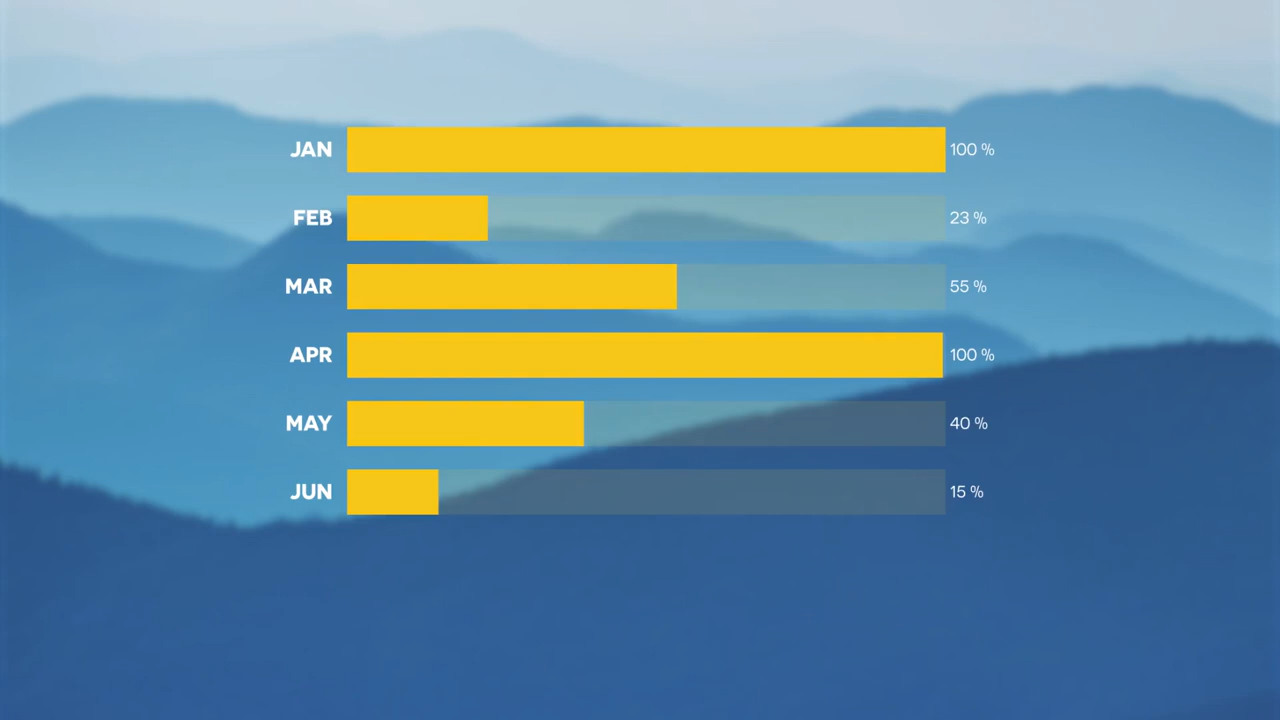 JAN 100 %
FEB 23 %
MAR 55 %
APR 100 %
MAY 40 %
JUN 15 %